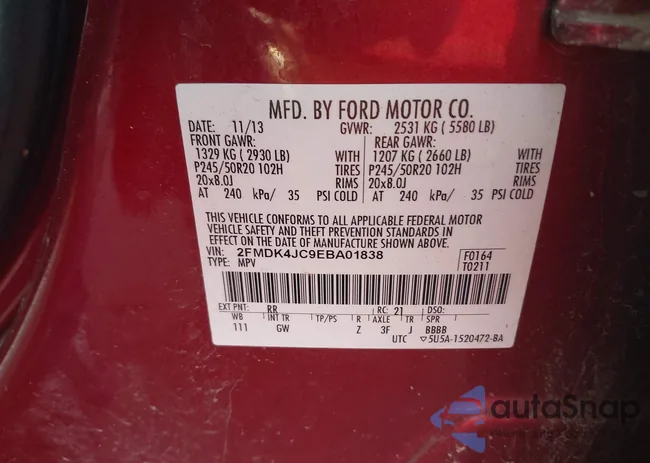 MFD. BY FORD MOTOR CO.
DATE: 11/13 GVWR: 2531 KG ( 5580 LB)
FRONT GAWR: REAR GAWR:
1329 KG ( 2930 LB) WITH 1207 KG ( 2660 LB) WITH
P245/50R20 102H TIRES P245/50R20 102H TIRES
20x8.0J RIMS 20x8.0J RIMS
AT 240 kPa/ 35 PSI COLD AT 240 kPa/ 35 PSI COLD
THIS VEHICLE CONFORMS TO ALL APPLICABLE FEDERAL MOTOR
VEHICLE SAFETY AND THEFT PREVENTION STANDARDS IN
EFFECT ON THE DATE OF MANUFACTURE SHOWN ABOVE.
VIN: 2FMDK4JC9EBA01838 F0164
TYPE: MPV T0211
EXT PNT: RR RC: 21 DSO:
WB INT TR TP/PS R AXLE TR SPR
111 GW Z 3F J BBBB
UTC ▽5U5A-1520472-BA
autoSnap